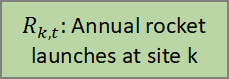 R_{k,t}: Annual rocket
launches at site k